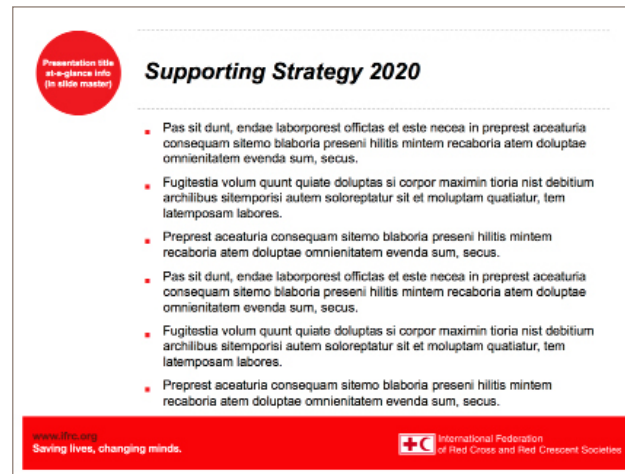 Presentation title
at-a-glance info
(in slide master)
Supporting Strategy 2020
Pas sit dunt, endae laborporest offictas et este necea in preprest aceaturia
consequam sitemo blaboria preseni hilitis mintem recaboria atem doluptae
omnienitatem evenda sum, secus.
Fugitestia volum quunt quiate doluptas si corpor maximin tioria nist debitium
archilibus sitemporisi autem soloreptatur sit et moluptam quatiatur, tem
latemposam labores.
Preprest aceaturia consequam sitemo blaboria preseni hilitis mintem
recaboria atem doluptae omnienitatem evenda sum, secus.
Pas sit dunt, endae laborporest offictas et este necea in preprest aceaturia
consequam sitemo blaboria preseni hilitis mintem recaboria atem doluptae
omnienitatem evenda sum, secus.
Fugitestia volum quunt quiate doluptas si corpor maximin tioria nist debitium
archilibus sitemporisi autem soloreptatur sit et moluptam quatiatur, tem
latemposam labores.
Preprest aceaturia consequam sitemo blaboria preseni hilitis mintem
recaboria atem doluptae omnienitatem evenda sum, secus.
www.ifrc.org
Saving lives, changing minds.
International Federation
of Red Cross and Red Crescent Societies